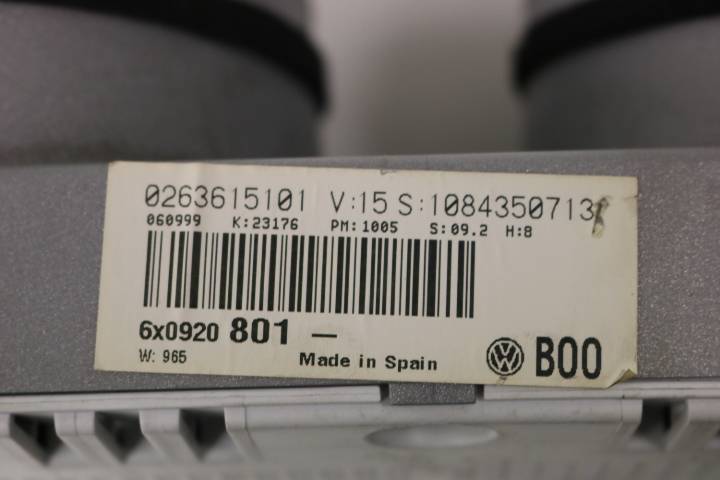 0263615101 V:15 S:1084350713
060999 K:23176 PM:1005 S:09.2 H:8
6x0920 801 –
W: 965 Made in Spain B00